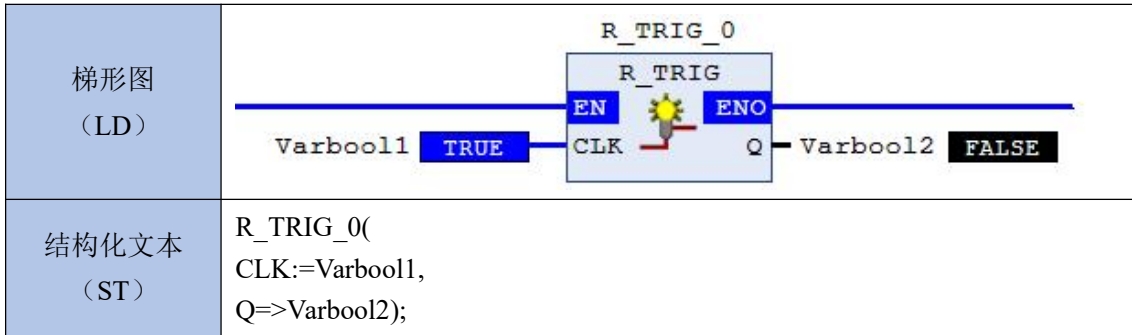 梯形图
（LD）
R_TRIG_0
R_TRIG
EN ENO
Varbool1 TRUE CLK Q Varbool2 FALSE
结构化文本
（ST）
R_TRIG_0(
CLK:=Varbool1,
Q=>Varbool2);